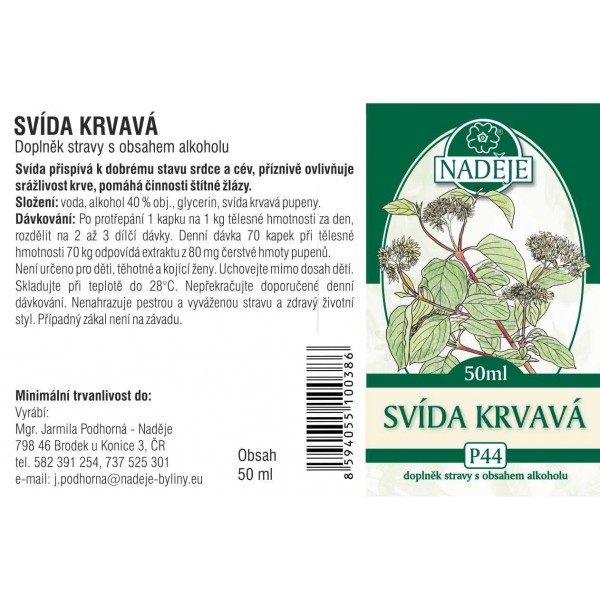 SVÍDA KRVAVÁ
Doplněk stravy s obsahem alkoholu
Svída přispívá k dobrému stavu srdce a cév, příznivě ovlivňuje
srážlivost krve, pomáhá činnosti štítné žlázy.
Složení: voda, alkohol 40 % obj., glycerin, svída krvavá pupeny.
Dávkování: Po protřepání 1 kapku na 1 kg tělesné hmotnosti za den,
rozdělit na 2 až 3 dílčí dávky. Denní dávka 70 kapek při tělesné
hmotnosti 70 kg odpovídá extraktu z 80 mg čerstvé hmoty pupenů.
Není určeno pro děti, těhotné a kojící ženy. Uchovejte mimo dosah dětí.
Skladujte při teplotě do 28°C. Nepřekračujte doporučené denní
dávkování. Nenahrazuje pestrou a vyváženou stravu a zdravý životní
styl. Případný zákal není na závadu.
Minimální trvanlivost do:
Vyrábí:
Mgr. Jarmila Podhorná - Naděje
798 46 Brodek u Konice 3, ČR
tel. 582 391 254, 737 525 301
e-mail: j.podhorna@nadeje-byliny.eu
Obsah
50 ml
8 594055 100386
NADĚJE
50ml
SVÍDA KRVAVÁ
P44
doplněk stravy s obsahem alkoholu